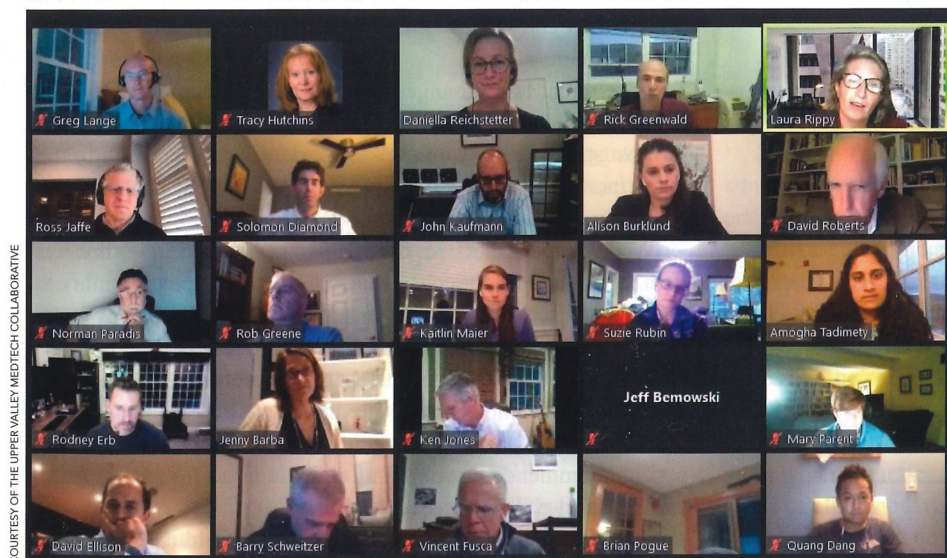 COURTESY OF THE UPPER VALLEY MEDTECH COLLABORATIVE
Greg Lange
Tracy Hutchins
Daniella Reichstetter
Rick Greenwald
Laura Rippy
Ross Jaffe
Solomon Diamond
John Kaufmann
Alison Burklund
David Roberts
Norman Paradis
Rob Greene
Kaitlin Maier
Suzie Rubin
Amogha Tadimety
Rodney Erb
Jenny Barba
Ken Jones
Jeff Bemowski
Mary Parent
David Ellison
Barry Schweitzer
Vincent Fusca
Brian Pogue
Quang Dang